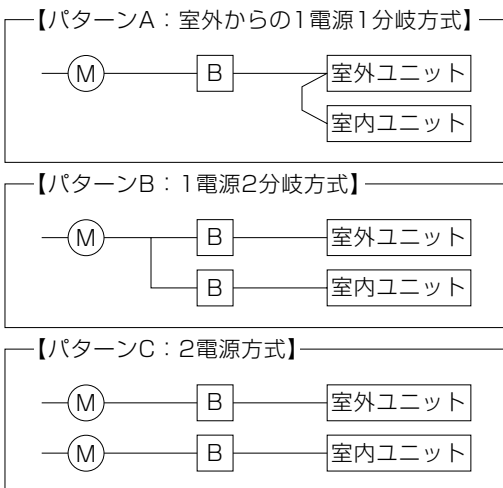 【パターンA：室外からの1電源1分岐方式】
M B 室外ユニット
室内ユニット
【パターンB：1電源2分岐方式】
M B 室外ユニット
B 室内ユニット
【パターンC：2電源方式】
M B 室外ユニット
M B 室内ユニット